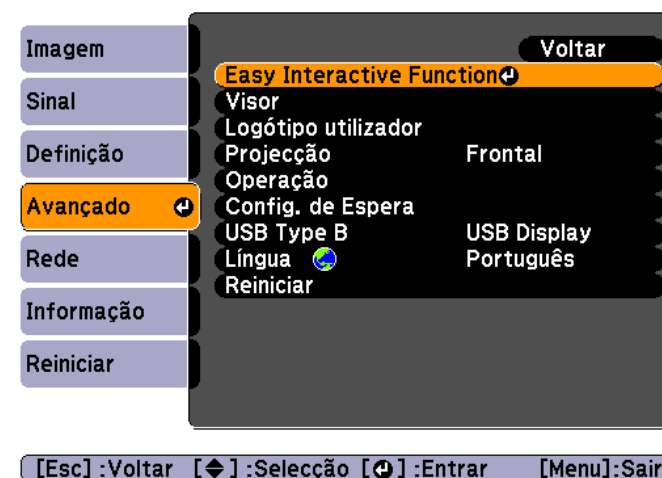 Imagem
Sinal
Definição
Avançado
Rede
Informação
Reiniciar
Voltar
Easy Interactive Function
Visor
Logótipo utilizador
Projecção Frontal
Operação
Config. de Espera
USB Type B USB Display
Língua Português
Reiniciar
[Esc] :Voltar [◆] :Selecção [⏎] :Entrar [Menu]:Sair